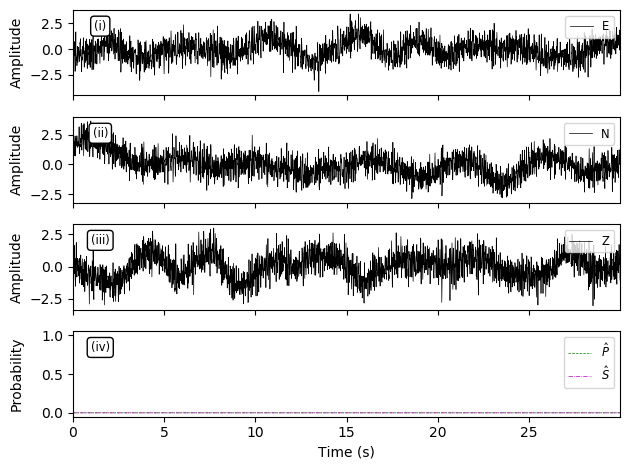 Amplitude
2.5
0.0
−2.5
(i)
E
Amplitude
2.5
0.0
−2.5
(ii)
N
Amplitude
2.5
0.0
−2.5
(iii)
Z
Probability
1.0
0.5
0.0
(iv)
P̂
Ŝ
0 5 10 15 20 25
Time (s)